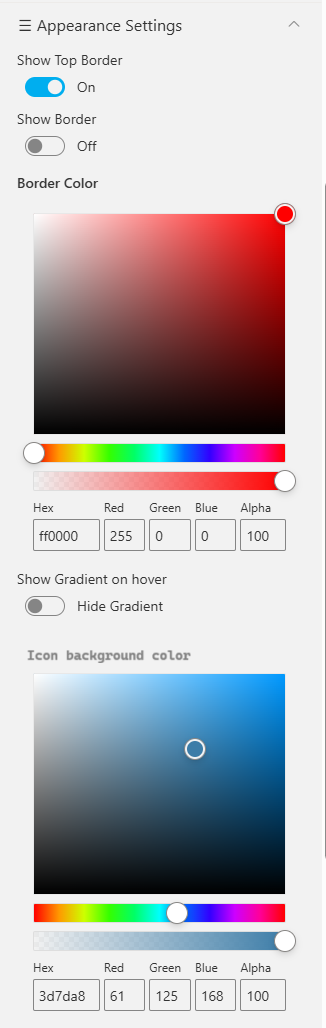 Appearance Settings
Show Top Border
On
Show Border
Off
Border Color
Hex Red Green Blue Alpha
ff0000 255 0 0 100
Show Gradient on hover
Hide Gradient
Icon background color
Hex Red Green Blue Alpha
3d7da8 61 125 168 100